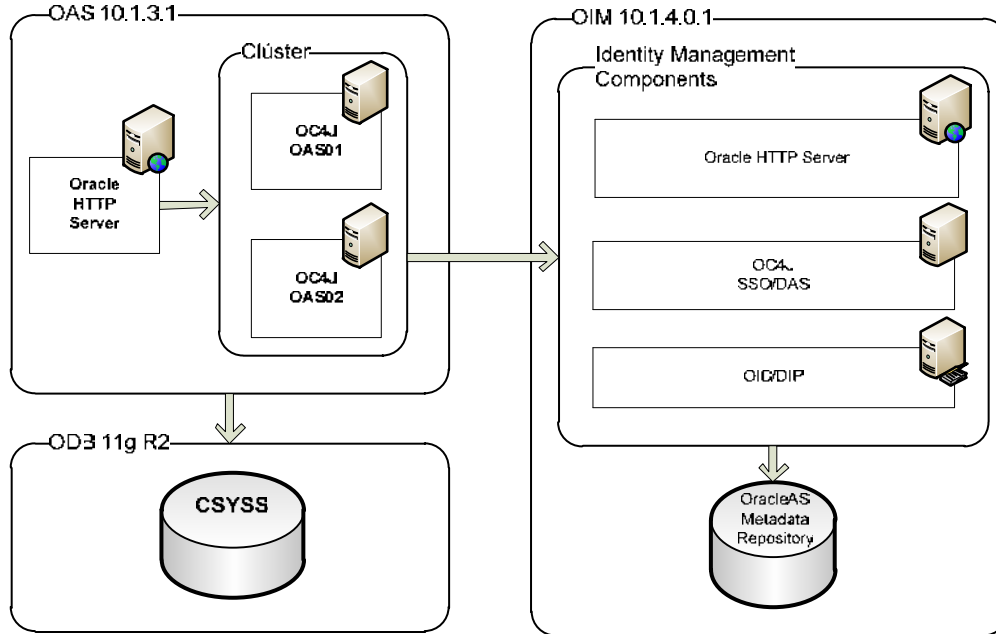 OAS 10.1.3.1
Clúster
OC4J
OAS01
Oracle
HTTP
Server
OC4J
OAS02
ODB 11g R2
CSYSS
OIM 10.1.4.0.1
Identity Management
Components
Oracle HTTP Server
OC4J
SSO/DAS
OID/DIP
OracleAS
Metadata
Repository